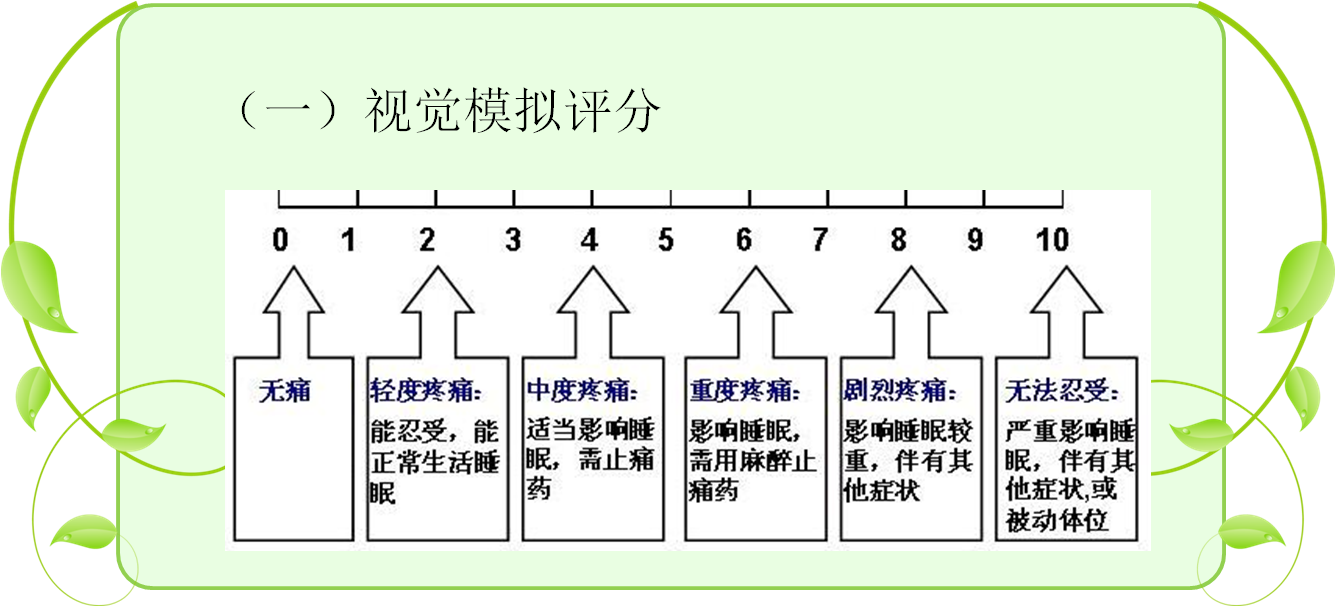 （一）视觉模拟评分
0 1 2 3 4 5 6 7 8 9 10
无痛
轻度疼痛：
能忍受，能
正常生活睡
眠
中度疼痛：
适当影响睡
眠，需止痛
药
重度疼痛：
影响睡眠，
需用麻醉止
痛药
剧烈疼痛：
影响睡眠较
重，伴有其
他症状
无法忍受：
严重影响睡
眠，伴有其
他症状,或
被动体位